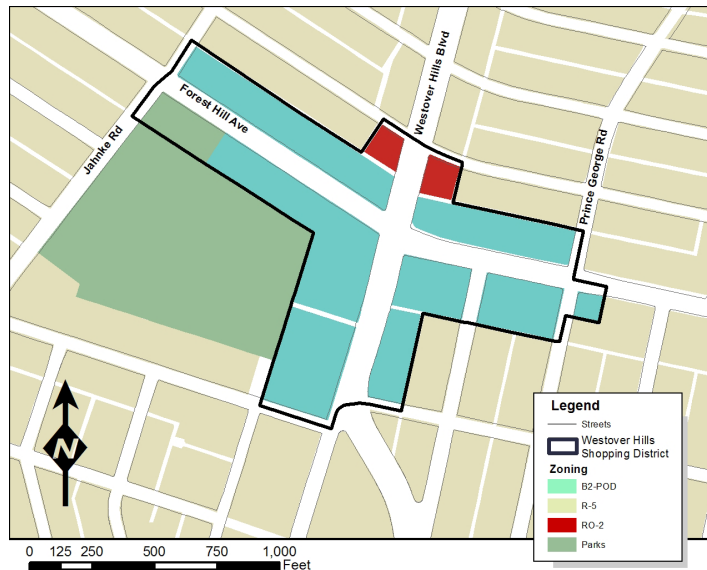 Westover Hills Blvd
Forest Hill Ave
Jahnke Rd
Prince George Rd
N
Legend
Streets
Westover Hills
Shopping District
Zoning
B2-POD
R-5
RO-2
Parks
0 125 250 500 750 1,000
Feet